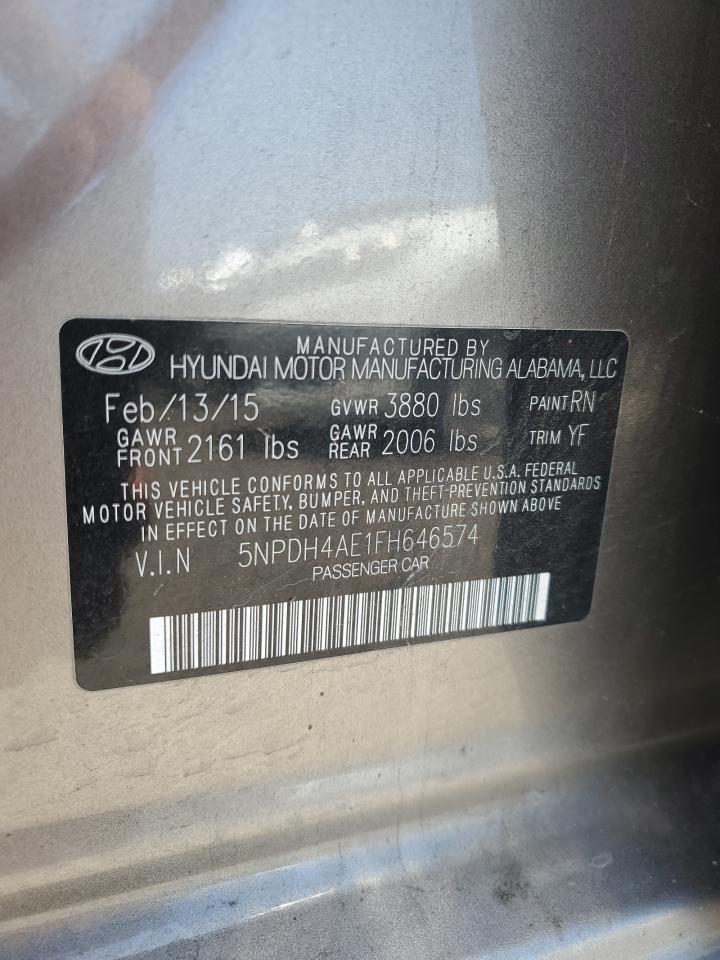 MANUFACTURED BY
HYUNDAI MOTOR MANUFACTURING ALABAMA, LLC
Feb/13/15 GVWR 3880 lbs PAINT RN
GAWR FRONT 2161 lbs GAWR REAR 2006 lbs TRIM YF
THIS VEHICLE CONFORMS TO ALL APPLICABLE U.S.A. FEDERAL
MOTOR VEHICLE SAFETY, BUMPER, AND THEFT-PREVENTION STANDARDS
IN EFFECT ON THE DATE OF MANUFACTURE SHOWN ABOVE
V.I.N 5NPDH4AE1FH646574
PASSENGER CAR